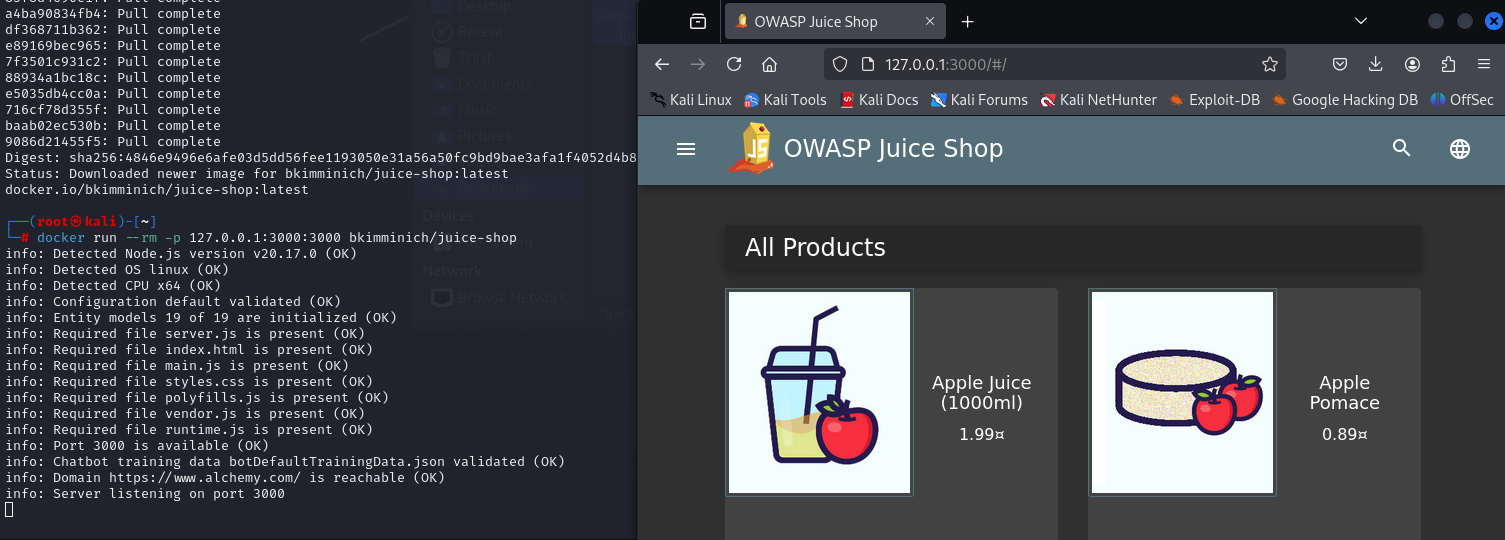 a4ba90834fb4: Pull complete
df368711b362: Pull complete
e89169bec965: Pull complete
7f3501c931c2: Pull complete
88934a1bc18c: Pull complete
e5035db4cc0a: Pull complete
716cf78d355f: Pull complete
baab02ec530b: Pull complete
9086d21455f5: Pull complete
Digest: sha256:4846e9496e6afe03d5dd56fee1193050e31a56a50fc9bd9bae3afa1f4052d4b8
Status: Downloaded newer image for bkimminich/juice-shop:latest
docker.io/bkimminich/juice-shop:latest
┌──(root㉿kali)-[~]
└─# docker run --rm -p 127.0.0.1:3000:3000 bkimminich/juice-shop
info: Detected Node.js version v20.17.0 (OK)
info: Detected OS linux (OK)
info: Detected CPU x64 (OK)
info: Configuration default validated (OK)
info: Entity models 19 of 19 are initialized (OK)
info: Required file server.js is present (OK)
info: Required file index.html is present (OK)
info: Required file main.js is present (OK)
info: Required file styles.css is present (OK)
info: Required file polyfills.js is present (OK)
info: Required file vendor.js is present (OK)
info: Required file runtime.js is present (OK)
info: Port 3000 is available (OK)
info: Chatbot training data botDefaultTrainingData.json validated (OK)
info: Domain https://www.alchemy.com/ is reachable (OK)
info: Server listening on port 3000
Desktop
Recent
Trash
Documents
Music
Pictures
Devices
Network
Browse Network
OWASP Juice Shop
127.0.0.1:3000/#/
Kali Linux Kali Tools Kali Docs Kali Forums Kali NetHunter Exploit-DB Google Hacking DB OffSec
JS OWASP Juice Shop
All Products
Apple Juice
(1000ml)
1.99¤
Apple
Pomace
0.89¤